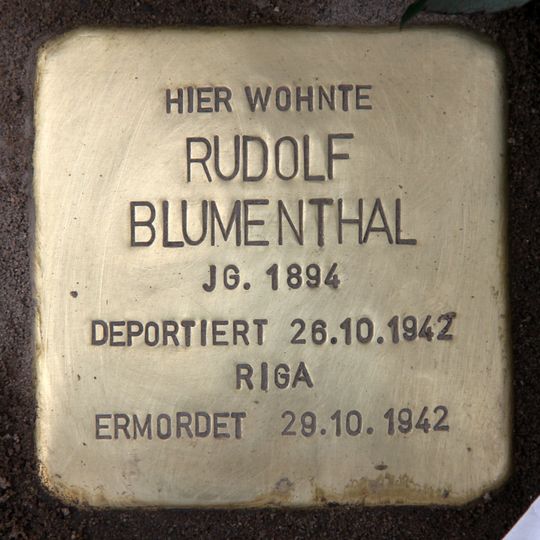 HIER WOHNTE
RUDOLF
BLUMENTHAL
JG. 1894
DEPORTIERT 26.10.1942
RIGA
ERMORDET 29.10.1942